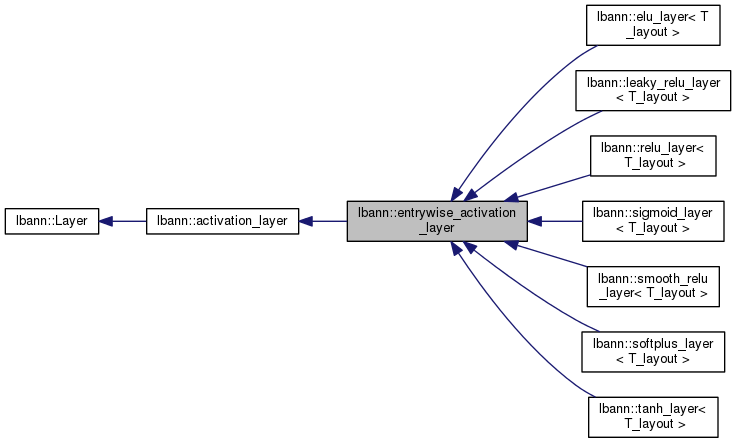 lbann::Layer
lbann::activation_layer
lbann::entrywise_activation
_layer
lbann::elu_layer< T
_layout >
lbann::leaky_relu_layer
< T_layout >
lbann::relu_layer<
T_layout >
lbann::sigmoid_layer
< T_layout >
lbann::smooth_relu
_layer< T_layout >
lbann::softplus_layer
< T_layout >
lbann::tanh_layer<
T_layout >